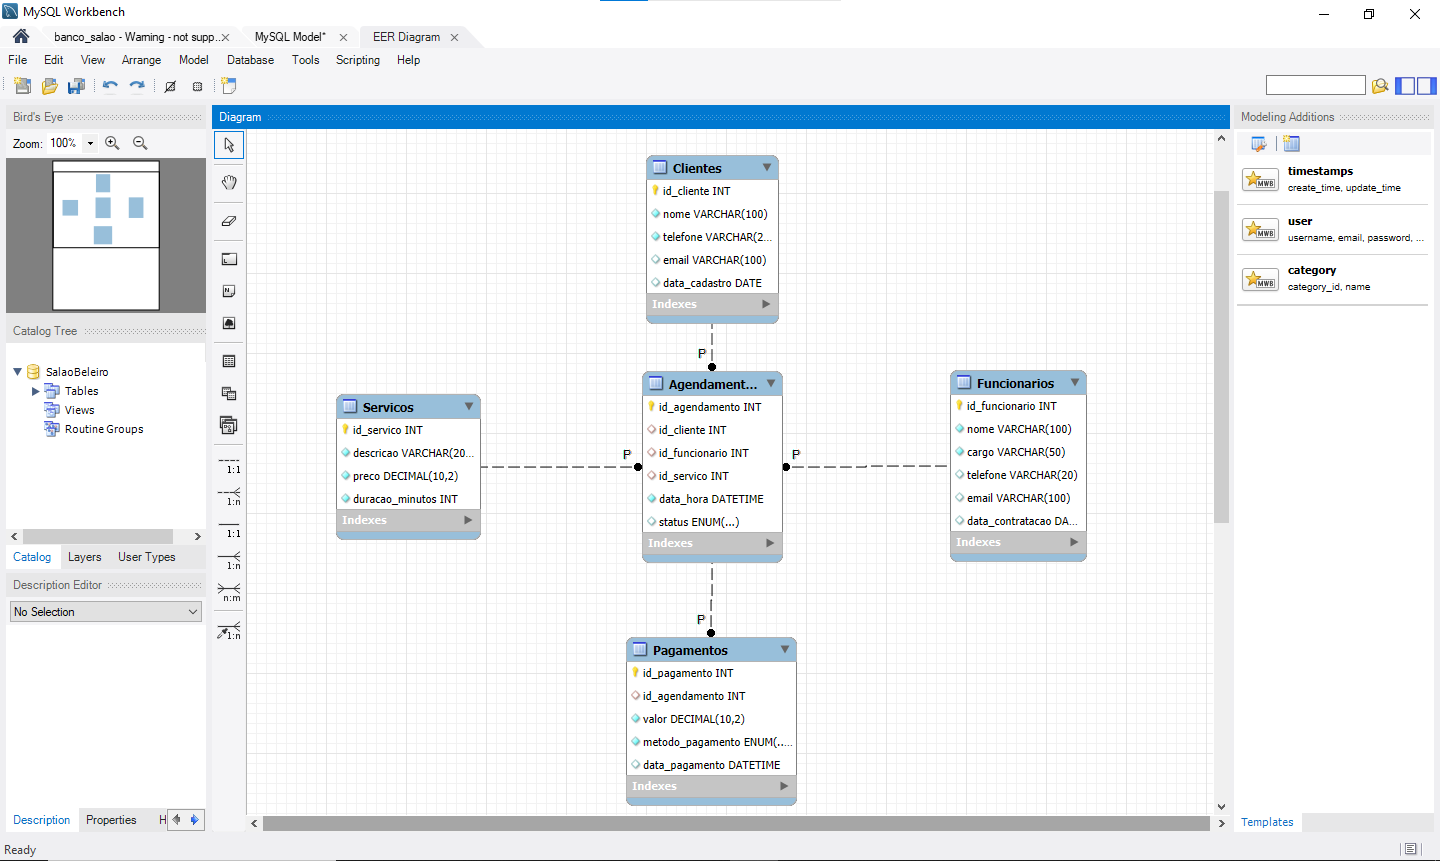 MySQL Workbench
banco_salao - Warning - not supp...
MySQL Model*
EER Diagram
File Edit View Arrange Model Database Tools Scripting Help
Bird's Eye
Zoom: 100%
Catalog Tree
SalaoBeleiro
Tables
Views
Routine Groups
Catalog Layers User Types
Description Editor
No Selection
Description Properties H
Ready
Diagram
1:1
1:n
1:1
1:n
n:m
1:n
Clientes
id_cliente INT
nome VARCHAR(100)
telefone VARCHAR(2...
email VARCHAR(100)
data_cadastro DATE
Indexes
P
Servicos
id_servico INT
descricao VARCHAR(20...
preco DECIMAL(10,2)
duracao_minutos INT
Indexes
P
Agendament...
id_agendamento INT
id_cliente INT
id_funcionario INT
id_servico INT
data_hora DATETIME
status ENUM(...)
Indexes
P
Funcionarios
id_funcionario INT
nome VARCHAR(100)
cargo VARCHAR(50)
telefone VARCHAR(20)
email VARCHAR(100)
data_contratacao DA...
Indexes
P
Pagamentos
id_pagamento INT
id_agendamento INT
valor DECIMAL(10,2)
metodo_pagamento ENUM(.....
data_pagamento DATETIME
Indexes
Modeling Additions
MWB
timestamps
create_time, update_time
MWB
user
username, email, password, ...
MWB
category
category_id, name
Templates